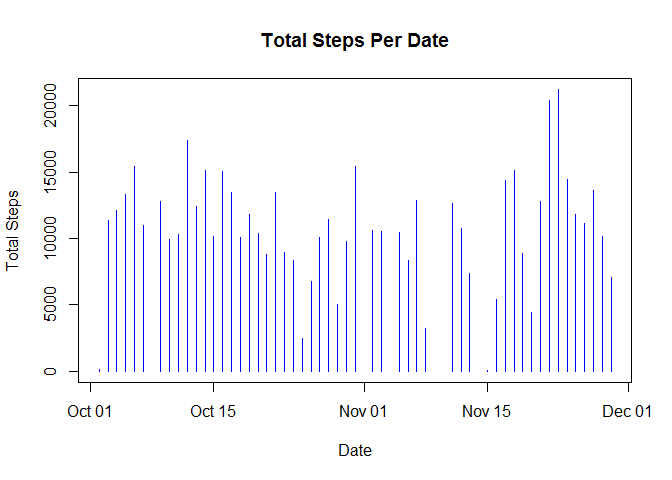 Total Steps Per Date
Total Steps
20000
15000
10000
5000
0
Oct 01 Oct 15 Nov 01 Nov 15 Dec 01
Date